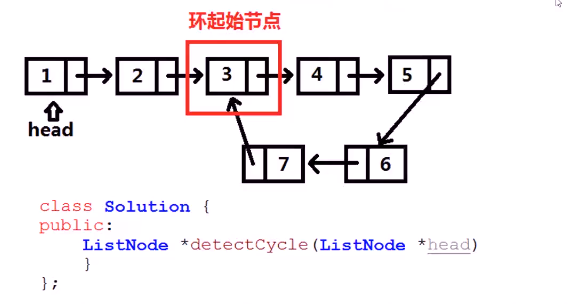 环起始节点
1 2 3 4 5
head
7 6
class Solution {
public:
    ListNode *detectCycle(ListNode *head)
    }
};